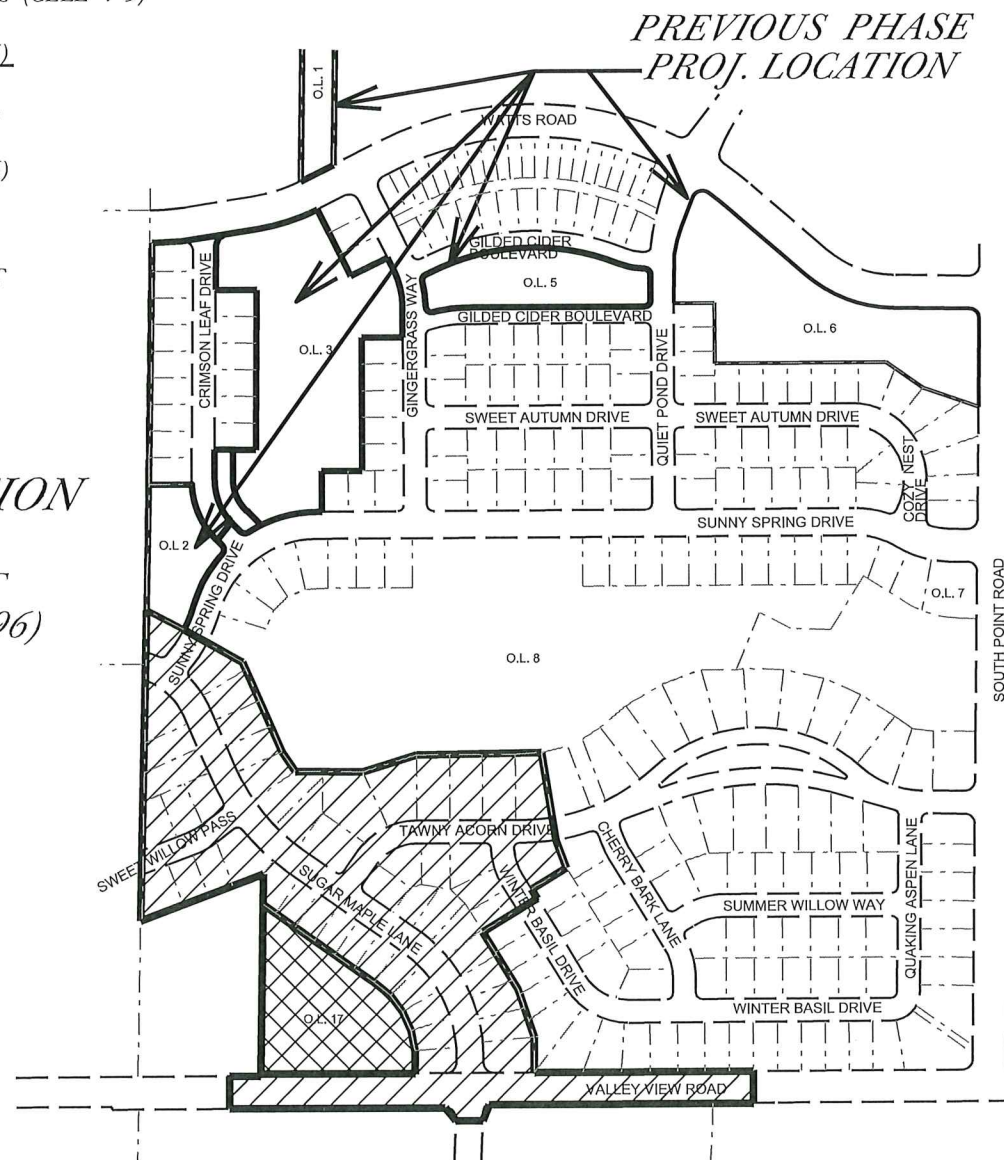 PREVIOUS PHASE
PROJ. LOCATION
O.L. 1
WATTS ROAD
GILDED CIDER
BOULEVARD
O.L. 5
GILDED CIDER BOULEVARD
CRIMSON LEAF DRIVE
O.L. 3
GINGERGRASS WAY
QUIET POND DRIVE
O.L. 6
SWEET AUTUMN DRIVE
SWEET AUTUMN DRIVE
COZY NEST
DRIVE
ION
SUNNY SPRING DRIVE
O.L 2
SUNNY SPRING DRIVE
O.L. 7
SOUTH POINT ROAD
96)
O.L. 8
SWEET WILLOW PASS
TAWNY ACORN DRIVE
SUGAR MAPLE LANE
WINTER BASIL DRIVE
CHERRY BARK LANE
SUMMER WILLOW WAY
QUAKING ASPEN LANE
WINTER BASIL DRIVE
O.L. 17
VALLEY VIEW ROAD